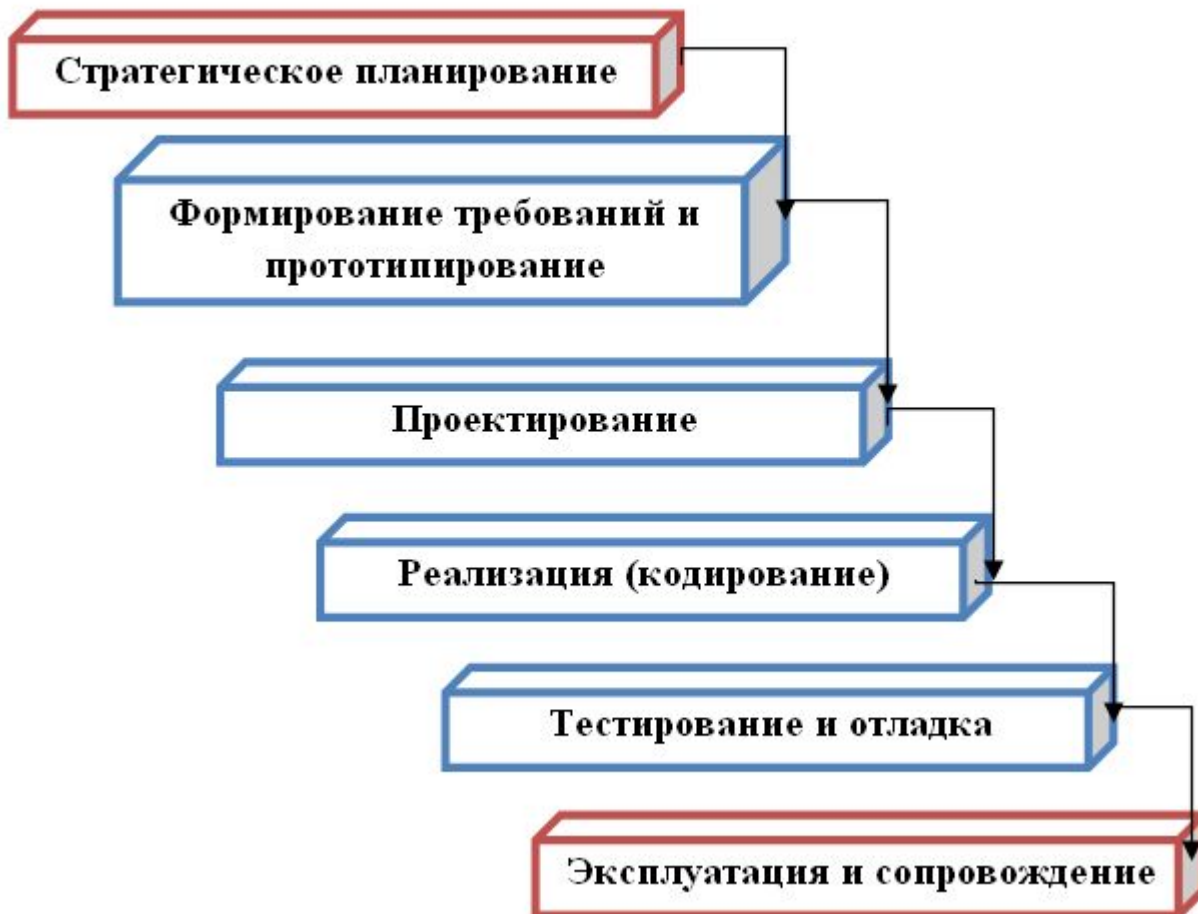 Стратегическое планирование
Формирование требований и
прототипирование
Проектирование
Реализация (кодирование)
Тестирование и отладка
Эксплуатация и сопровождение